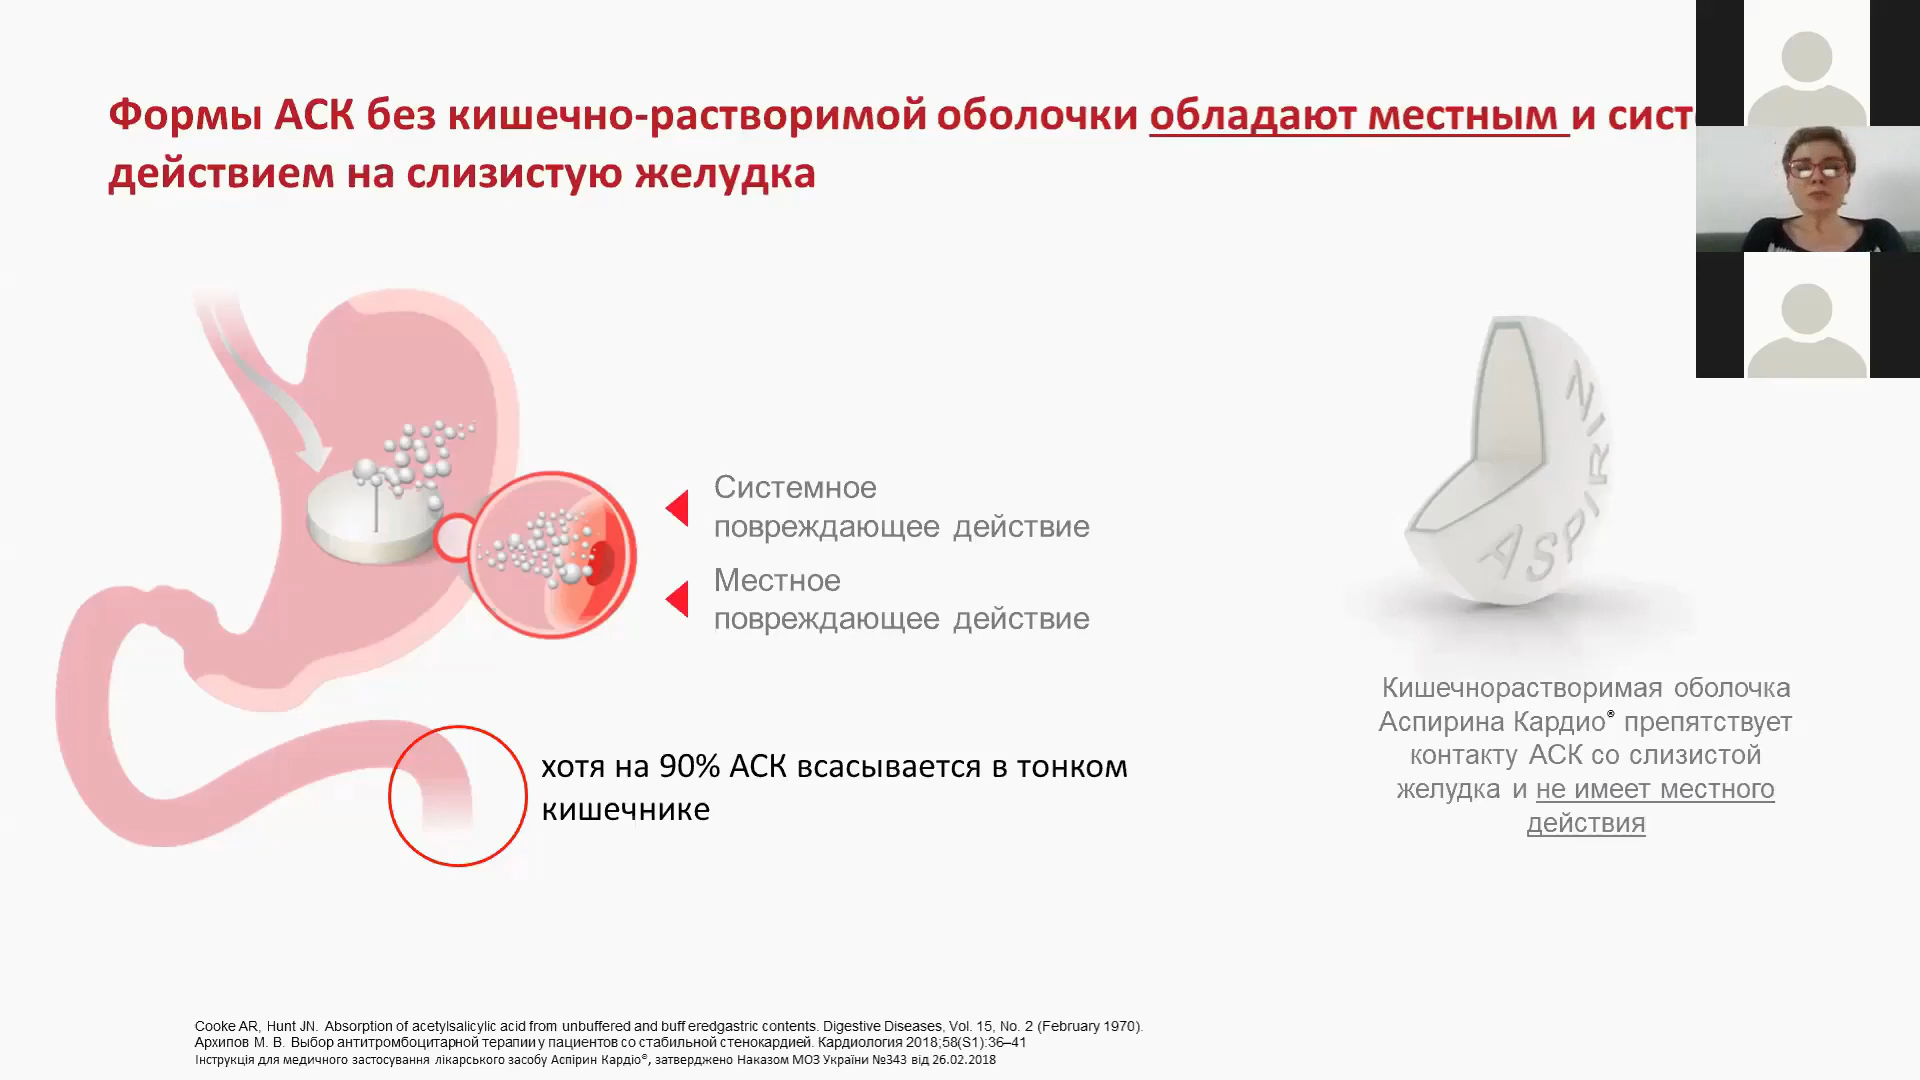 Формы АСК без кишечно-растворимой оболочки обладают местным и
действием на слизистую желудка
Системное
повреждающее действие
Местное
повреждающее действие
хотя на 90% АСК всасывается в тонком
кишечнике
ASPIRIN
Кишечнорастворимая оболочка
Аспирина Кардио® препятствует
контакту АСК со слизистой
желудка и не имеет местного
действия
Cooke AR, Hunt JN. Absorption of acetylsalicylic acid from unbuffered and buff eredgastric contents. Digestive Diseases, Vol. 15, No. 2 (February 1970).
Архипов М. В. Выбор антитромбоцитарной терапии у пациентов со стабильной стенокардией. Кардиология 2018;58(S1):36–41
Інструкція для медичного застосування лікарського засобу Аспірин Кардіо®, затверджено Наказом МОЗ України №343 від 26.02.2018